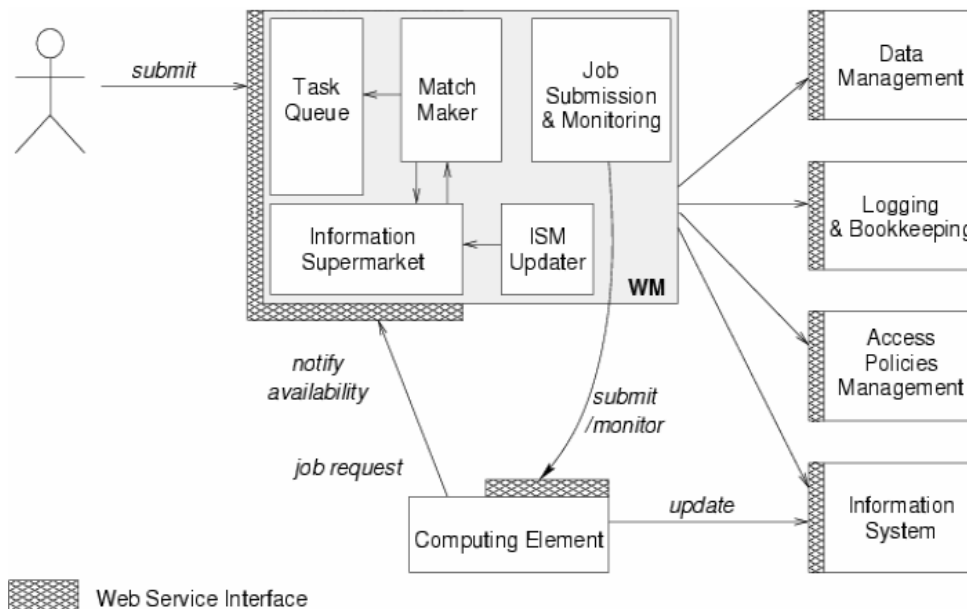 submit
Task
Queue
Match
Maker
Job
Submission
& Monitoring
Information
Supermarket
ISM
Updater
WM
Data
Management
Logging
& Bookkeeping
Access
Policies
Management
Information
System
notify
availability
job request
submit
/monitor
Computing Element
update
Web Service Interface